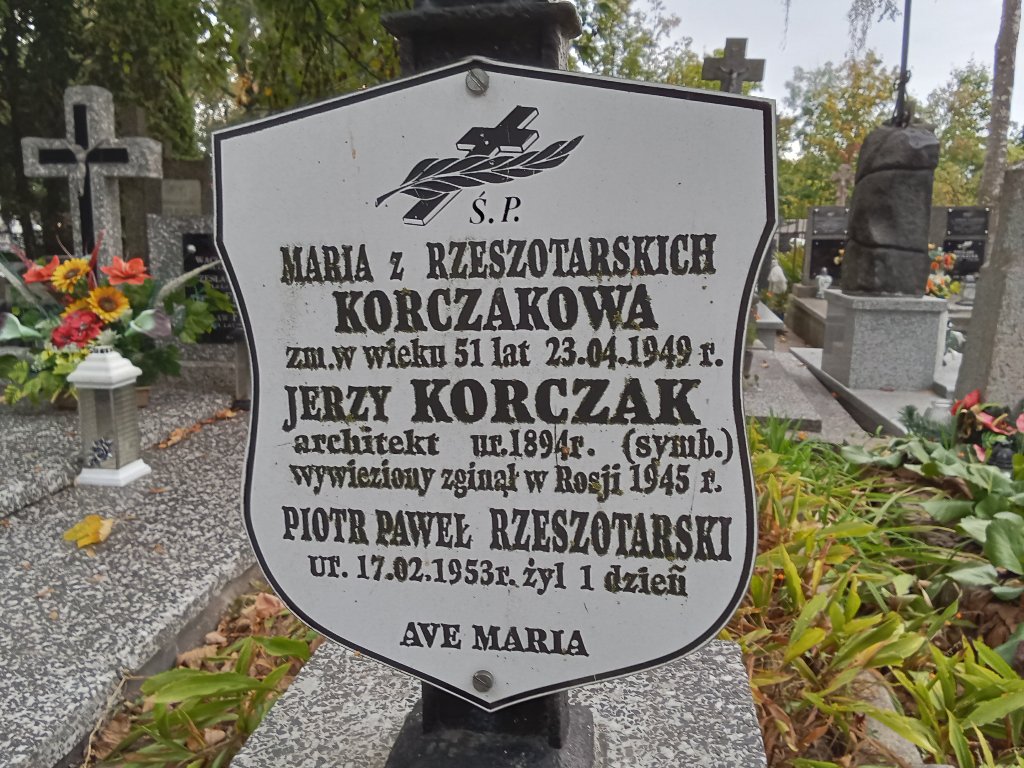 Ś.P.
MARIA z RZESZOTARSKICH
KORCZAKOWA
zm.w wieku 51 lat 23.04.1949 r.
JERZY KORCZAK
architekt ur.1894r. (symb.)
wywieziony zginął w Rosji 1945 r.
PIOTR PAWEŁ RZESZOTARSKI
ur. 17.02.1953r. żył 1 dzień
AVE MARIA